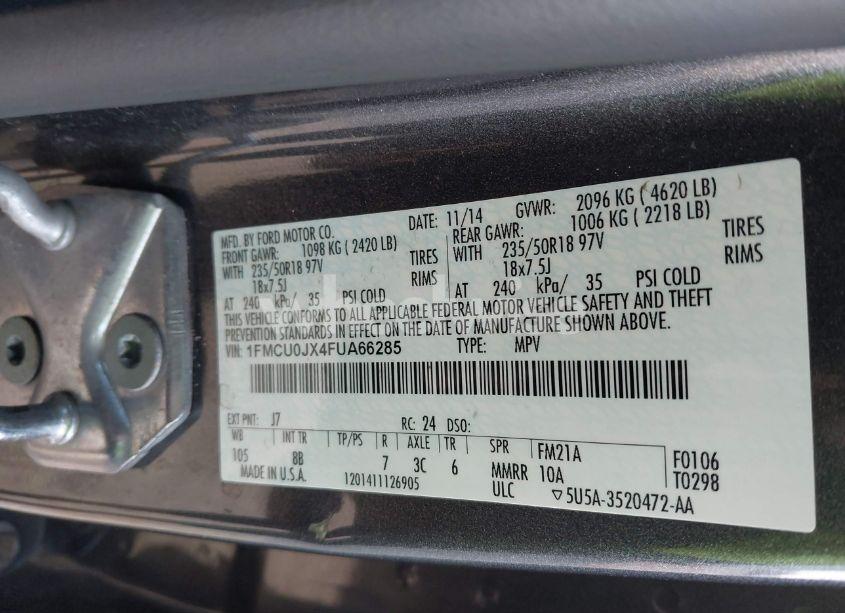 MFD. BY FORD MOTOR CO. DATE: 11/14 GVWR: 2096 KG ( 4620 LB)
FRONT GAWR: 1098 KG ( 2420 LB) REAR GAWR: 1006 KG ( 2218 LB)
WITH 235/50R18 97V TIRES WITH 235/50R18 97V TIRES
18x7.5J RIMS 18x7.5J RIMS
AT 240 kPa/ 35 PSI COLD AT 240 kPa/ 35 PSI COLD
THIS VEHICLE CONFORMS TO ALL APPLICABLE FEDERAL MOTOR VEHICLE SAFETY AND THEFT
PREVENTION STANDARDS IN EFFECT ON THE DATE OF MANUFACTURE SHOWN ABOVE.
VIN: 1FMCU0JX4FUA66285 TYPE: MPV
EXT PNT: J7 RC: 24 DSO:
WB INT TR TP/PS R AXLE TR SPR FM21A F0106
105 8B 7 3C 6 MMRR 10A T0298
MADE IN U.S.A. 1201411126905 ULC ▽5U5A-3520472-AA